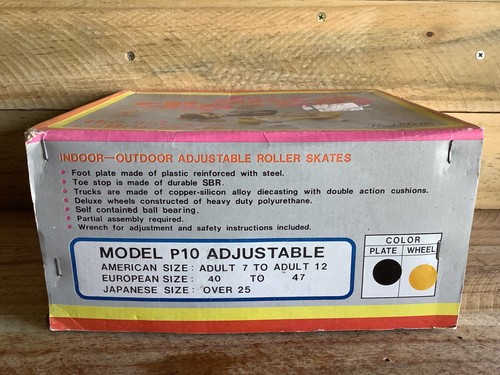 INDOOR—OUTDOOR ADJUSTABLE ROLLER SKATES
• Foot plate made of plastic reinforced with steel.
• Toe stop is made of durable SBR.
• Trucks are made of copper-silicon alloy diecasting with double action cushions.
• Deluxe wheels constructed of heavy duty polyurethane.
• Self contained ball bearing.
• Partial assembly required.
• Wrench for adjustment and safety instructions included.
MODEL P10 ADJUSTABLE
AMERICAN SIZE: ADULT 7 TO ADULT 12
EUROPEAN SIZE: 40 TO 47
JAPANESE SIZE: OVER 25
COLOR
PLATE WHEEL